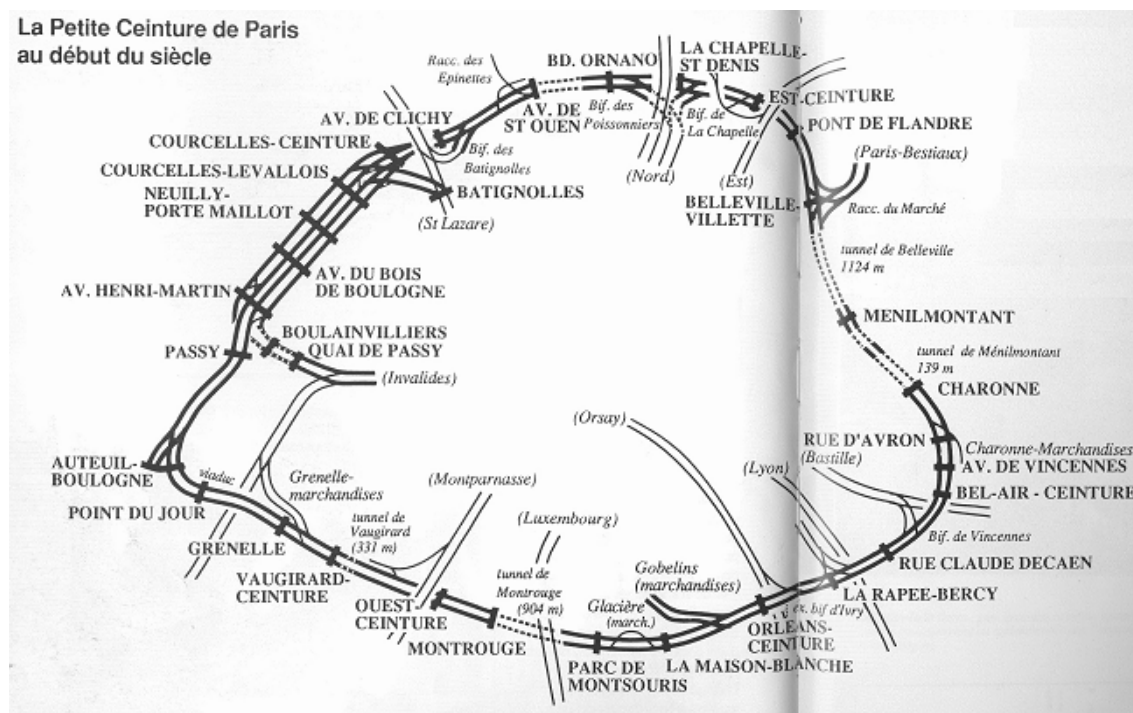 La Petite Ceinture de Paris
au début du siècle
Racc. des
Epinettes
BD. ORNANO
LA CHAPELLE-
ST DENIS
EST-CEINTURE
AV. DE CLICHY
AV. DE
ST OUEN
Bif. des
Poissonniers
Bif. de
La Chapelle
PONT DE FLANDRE
COURCELLES-CEINTURE
Bif. des
Batignolles
(Paris-Bestiaux)
COURCELLES-LEVALLOIS
(Nord)
(Est)
NEUILLY-
PORTE MAILLOT
BATIGNOLLES
BELLEVILLE-
VILLETTE
Racc. du Marché
(St Lazare)
tunnel de Belleville
1124 m
AV. DU BOIS
DE BOULOGNE
AV. HENRI-MARTIN
MENILMONTANT
BOULAINVILLIERS
QUAI DE PASSY
PASSY
tunnel de Ménilmontant
139 m
(Invalides)
CHARONNE
(Orsay)
RUE D'AVRON
(Bastille)
Charonne-Marchandises
AUTEUIL-
BOULOGNE
viaduc
Grenelle-
marchandises
(Montparnasse)
(Lyon)
AV. DE VINCENNES
BEL-AIR - CEINTURE
POINT DU JOUR
tunnel de
Vaugirard
(331 m)
(Luxembourg)
Bif. de Vincennes
GRENELLE
RUE CLAUDE DECAEN
VAUGIRARD-
CEINTURE
tunnel de
Montrouge
(904 m)
Gobelins
(marchandises)
LA RAPEE-BERCY
OUEST-
CEINTURE
Glacière
(march.)
ex. bif d'Ivry
ORLEANS-
CEINTURE
MONTROUGE
PARC DE
MONTSOURIS
LA MAISON-BLANCHE